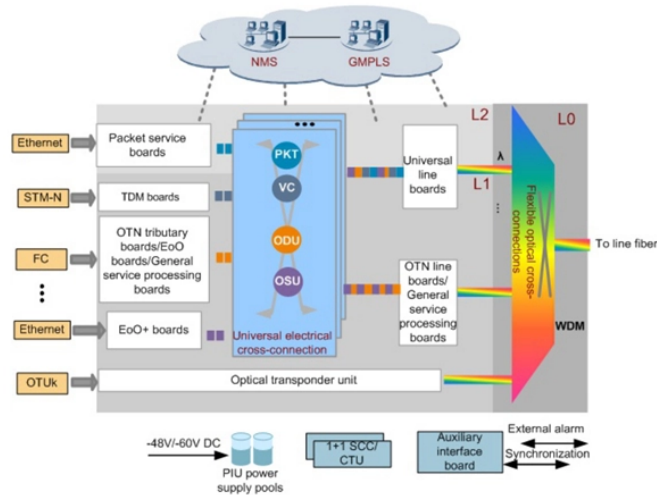 NMS
GMPLS
L2
L0
Ethernet
Packet service
boards
•••
PKT
Universal
line
boards
λ
L1
STM-N
TDM boards
VC
...
FC
OTN tributary
boards/EoO
boards/General
service processing
boards
ODU
Flexible optical cross-
connections
To line fiber
OSU
OTN line
boards/
General
service
processing
boards
Ethernet
EoO+ boards
Universal electrical
cross-connection
WDM
OTUk
Optical transponder unit
-48V/-60V DC
PIU power
supply pools
1+1 SCC/
CTU
Auxiliary
interface
board
External alarm
Synchronization